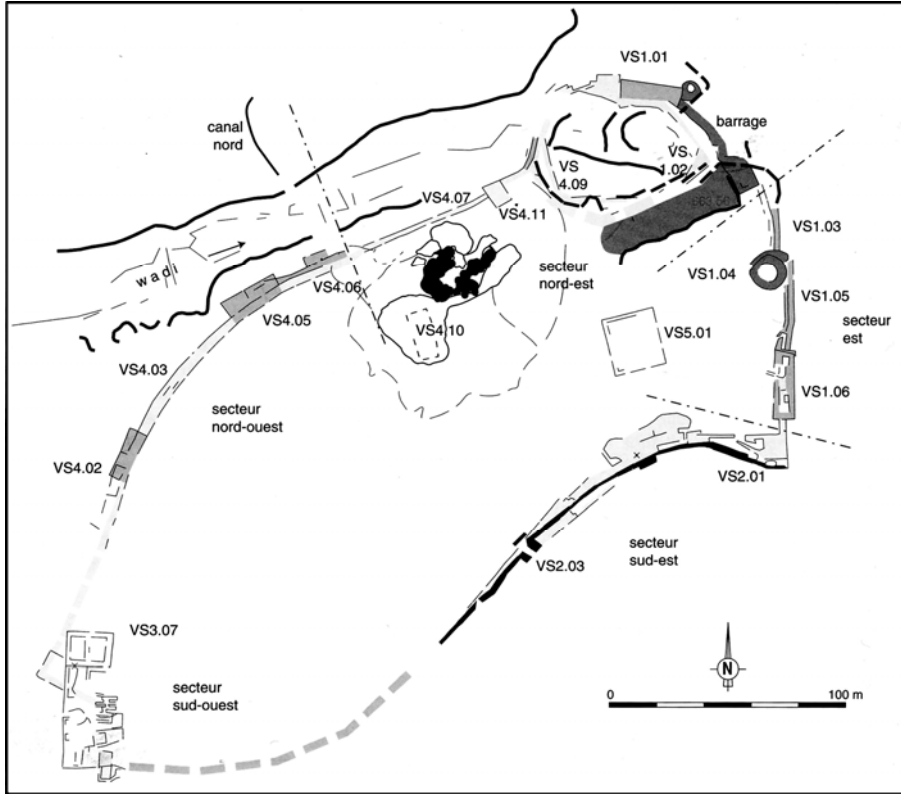 VS1.01
canal
nord
barrage
VS
4.09
VS
1.02
VS4.07
VS4.11
VS1.03
wadi
secteur
nord-est
VS1.04
VS4.06
VS4.05
VS1.05
secteur
est
VS4.10
VS5.01
VS4.03
VS1.06
secteur
nord-ouest
VS4.02
VS2.01
secteur
sud-est
VS2.03
VS3.07
secteur
sud-ouest
N
0
100 m